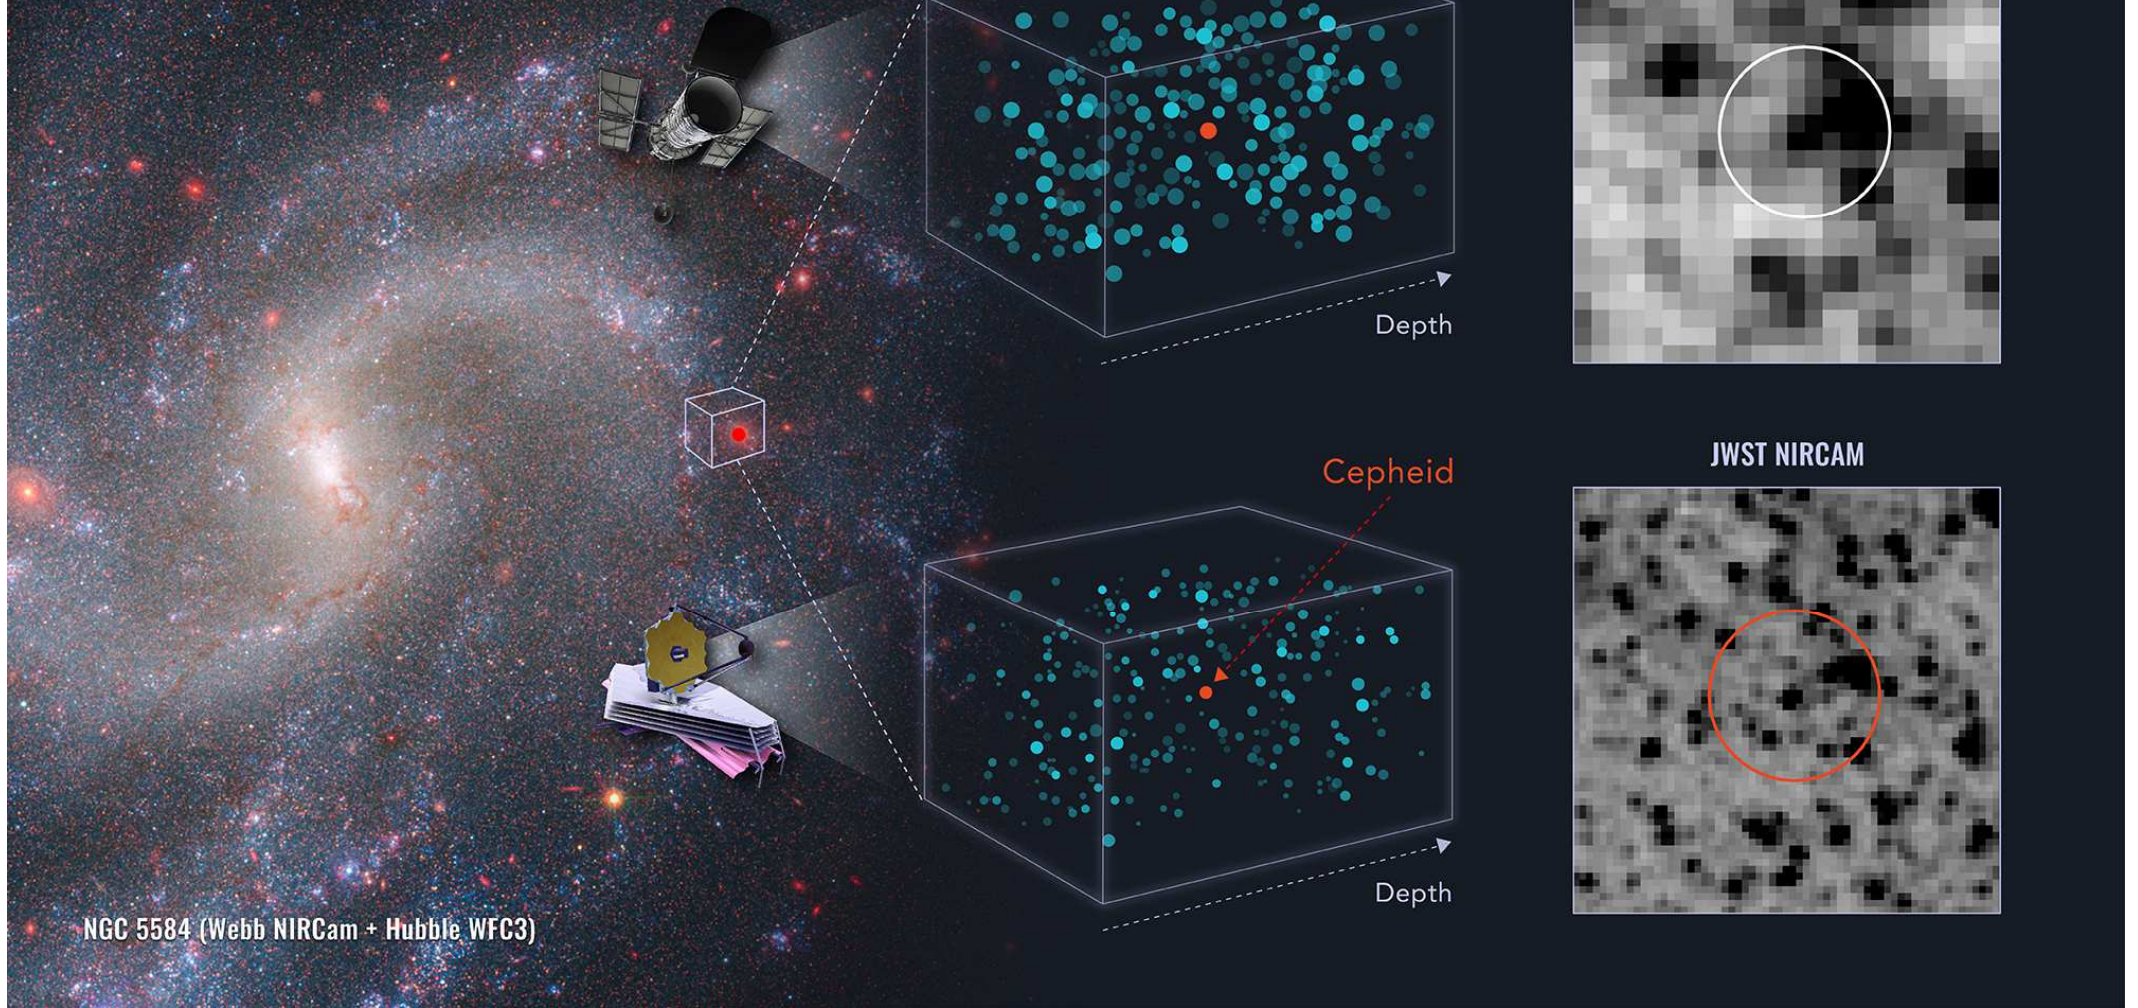 Depth
JWST NIRCAM
Cepheid
Depth
NGC 5584 (Webb NIRCam + Hubble WFC3)